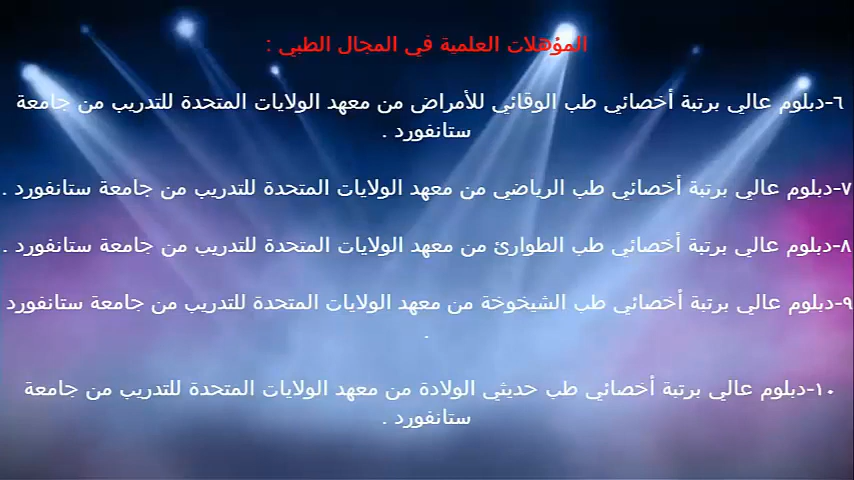 المؤهلات العلمية في المجال الطبي :
٦-دبلوم عالي برتبة أخصائي طب الوقائي للأمراض من معهد الولايات المتحدة للتدريب من جامعة
ستانفورد .
٧-دبلوم عالي برتبة أخصائي طب الرياضي من معهد الولايات المتحدة للتدريب من جامعة ستانفورد .
٨-دبلوم عالي برتبة أخصائي طب الطوارئ من معهد الولايات المتحدة للتدريب من جامعة ستانفورد .
٩-دبلوم عالي برتبة أخصائي طب الشيخوخة من معهد الولايات المتحدة للتدريب من جامعة ستانفورد
.
١٠-دبلوم عالي برتبة أخصائي طب حديثي الولادة من معهد الولايات المتحدة للتدريب من جامعة
ستانفورد .